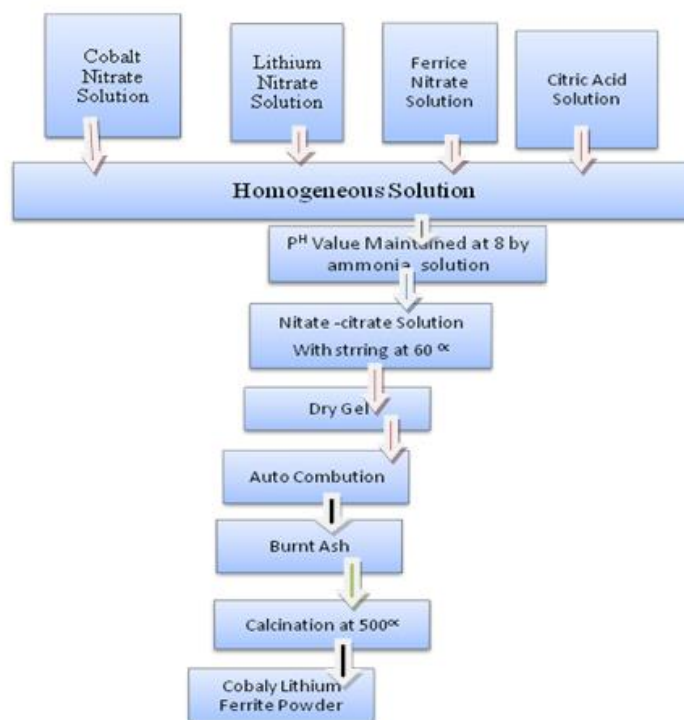 Cobalt
Nitrate
Solution
Lithium
Nitrate
Solution
Ferrice
Nitrate
Solution
Citric Acid
Solution
Homogeneous Solution
Pᴴ Value Maintained at 8 by
ammonia solution
Nitate -citrate Solution
With strring at 60 ᵒᶜ
Dry Gel
Auto Combution
Burnt Ash
Calcination at 500ᵒᶜ
Cobaly Lithium
Ferrite Powder